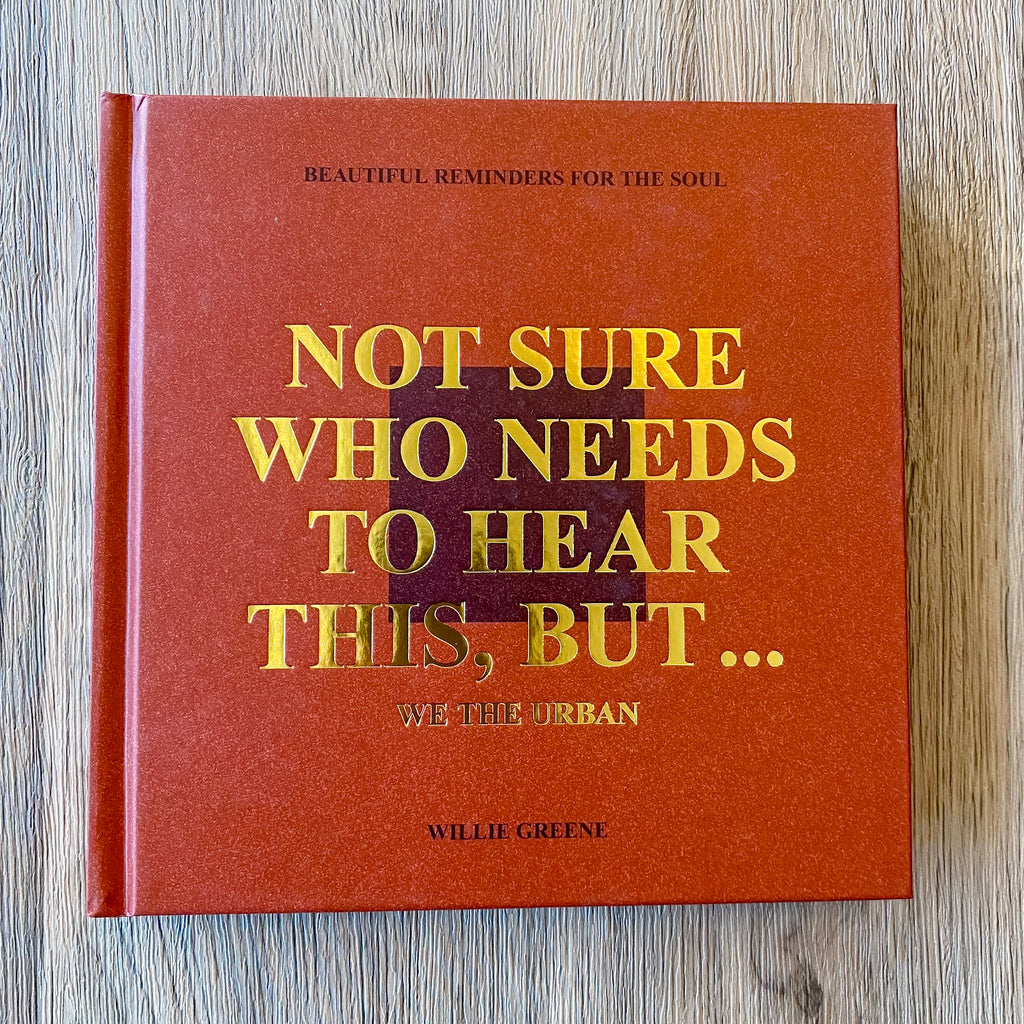 BEAUTIFUL REMINDERS FOR THE SOUL
NOT SURE
WHO NEEDS
TO HEAR
THIS, BUT...
WE THE URBAN
WILLIE GREENE